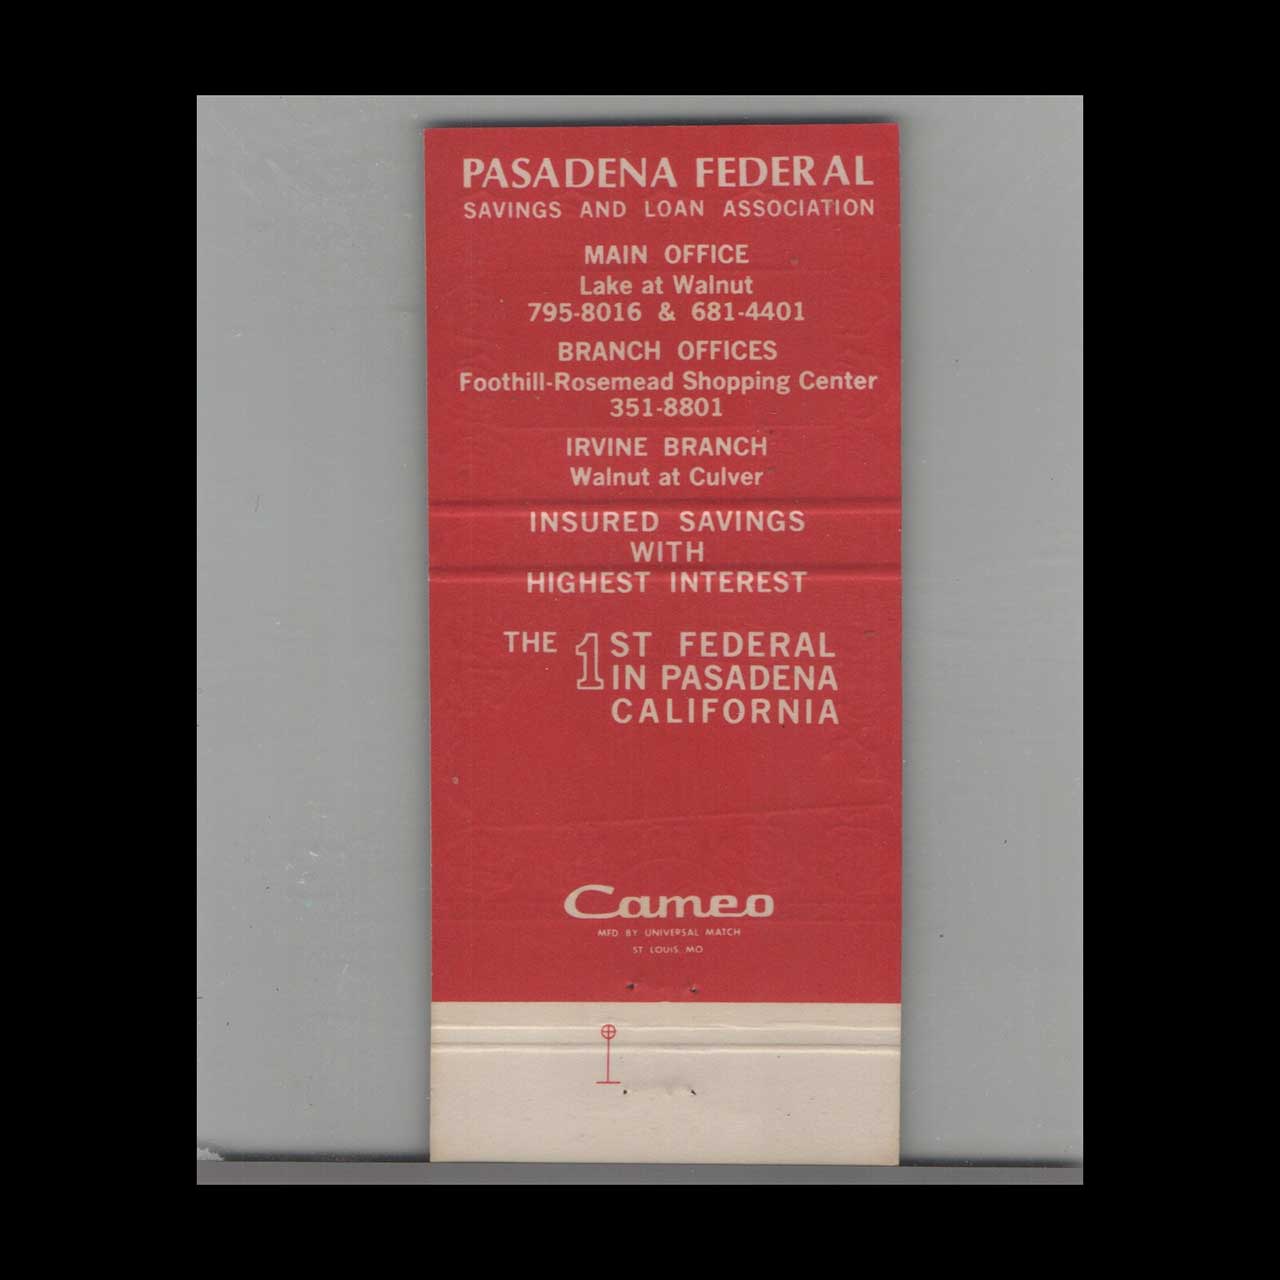 PASADENA FEDERAL
SAVINGS AND LOAN ASSOCIATION
MAIN OFFICE
Lake at Walnut
795-8016 & 681-4401
BRANCH OFFICES
Foothill-Rosemead Shopping Center
351-8801
IRVINE BRANCH
Walnut at Culver
INSURED SAVINGS
WITH
HIGHEST INTEREST
THE 1ST FEDERAL
IN PASADENA
CALIFORNIA
Cameo
MFD BY UNIVERSAL MATCH
ST LOUIS, MO